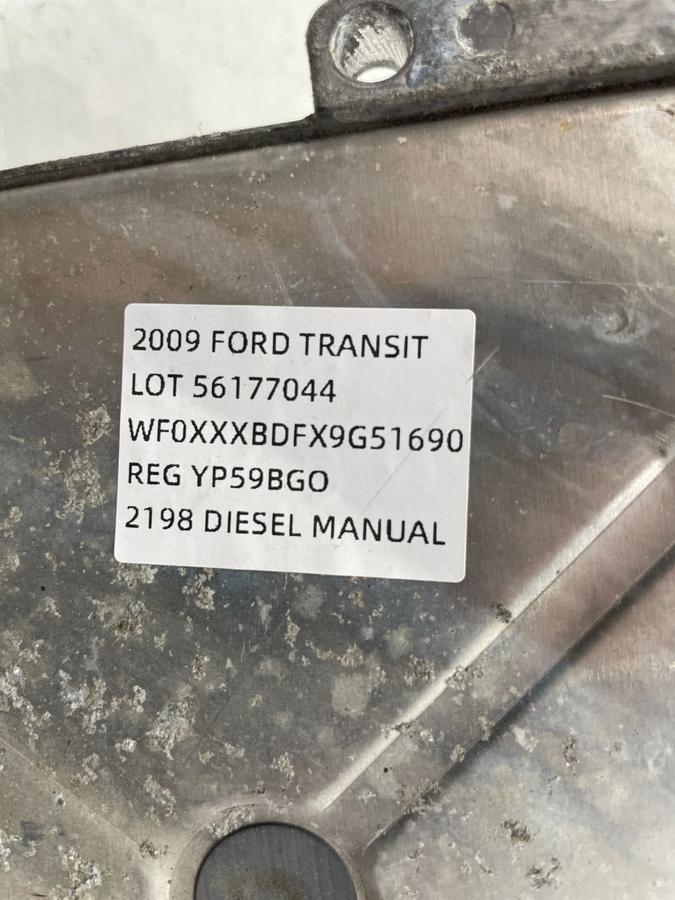 2009 FORD TRANSIT
LOT 56177044
WF0XXXBDFX9G51690
REG YP59BGO
2198 DIESEL MANUAL